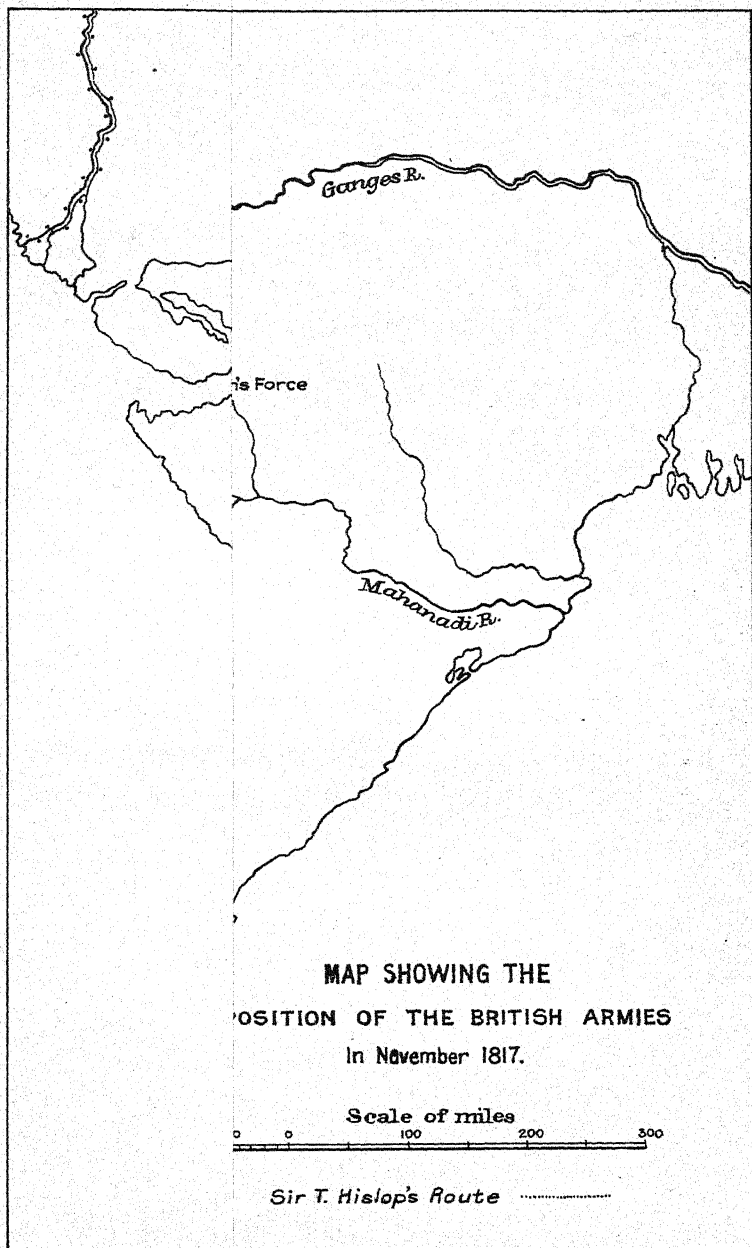 Ganges R.
's Force
Mahanadi R.
MAP SHOWING THE
POSITION OF THE BRITISH ARMIES
In November 1817.
Scale of miles
0 0 100 200 300
Sir T. Hislop's Route